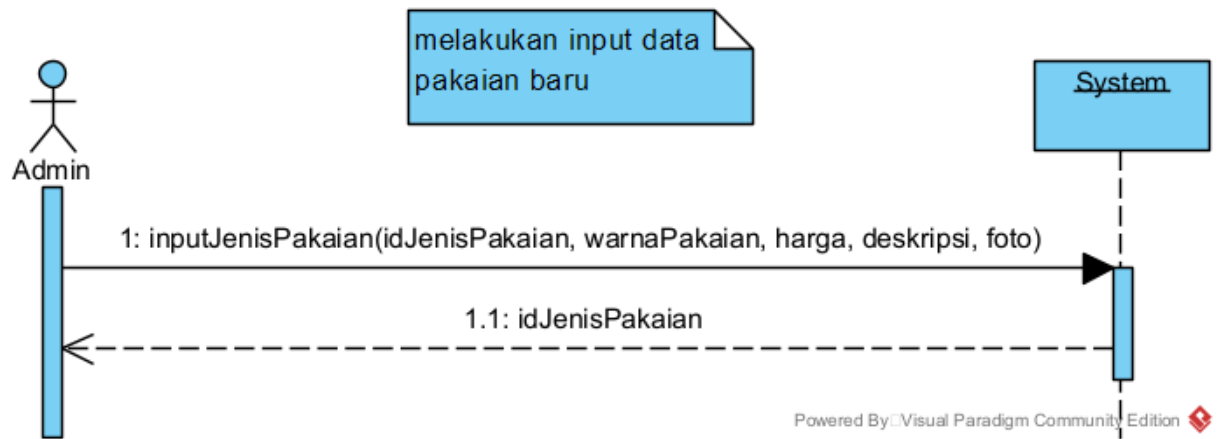 melakukan input data
pakaian baru
System
Admin
1: inputJenisPakaian(idJenisPakaian, warnaPakaian, harga, deskripsi, foto)
1.1: idJenisPakaian
Powered By□Visual Paradigm Community Edition